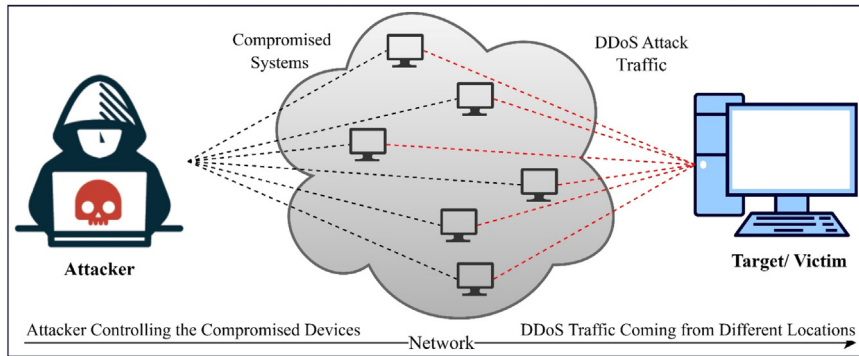 Compromised
Systems
DDoS Attack
Traffic
Attacker
Target/ Victim
Attacker Controlling the Compromised Devices
Network
DDoS Traffic Coming from Different Locations